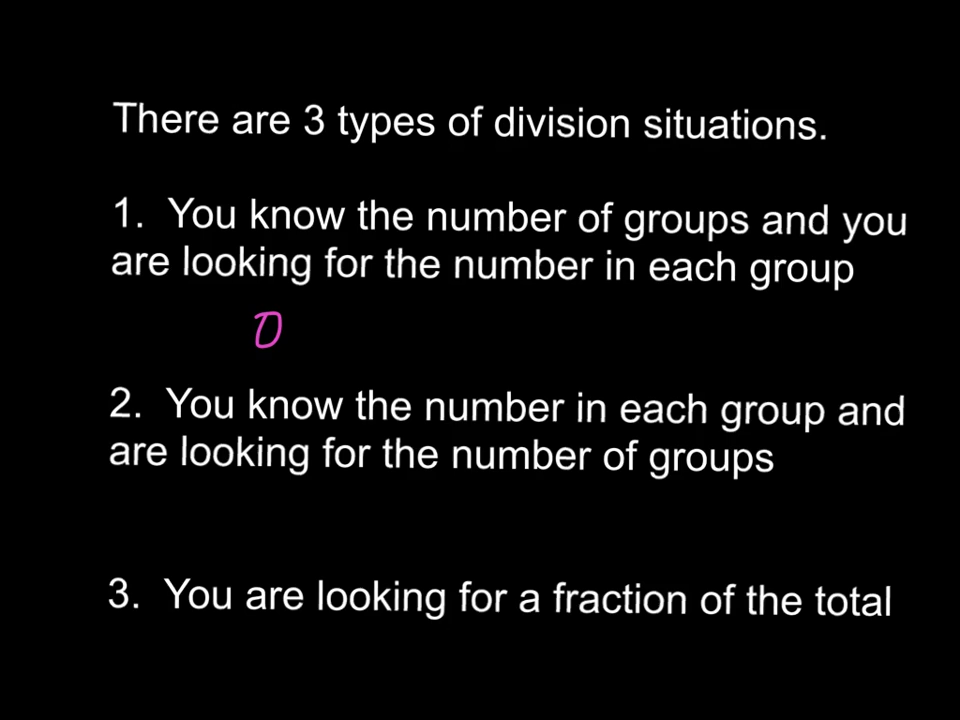 There are 3 types of division situations.
1. You know the number of groups and you
are looking for the number in each group
D
2. You know the number in each group and
are looking for the number of groups
3. You are looking for a fraction of the total